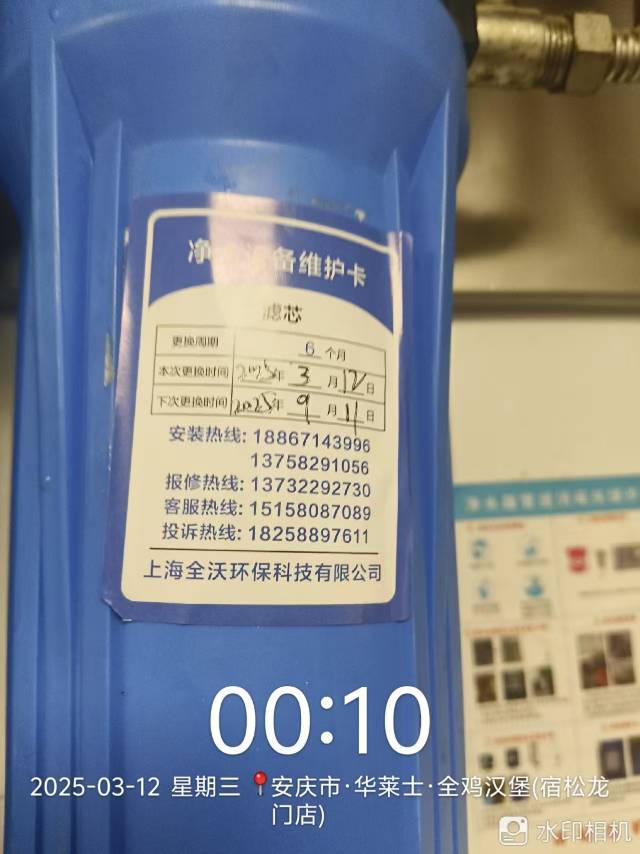 备维护卡
滤芯
更换周期 6 个月
本次更换时间 2025年 3 月 12 日
下次更换时间 2025年 9 月 11 日
安装热线: 18867143996
13758291056
报修热线: 13732292730
客服热线: 15158087089
投诉热线: 18258897611
上海全沃环保科技有限公司
00:10
2025-03-12 星期三 安庆市·华莱士·全鸡汉堡(宿松龙
门店)
水印相机